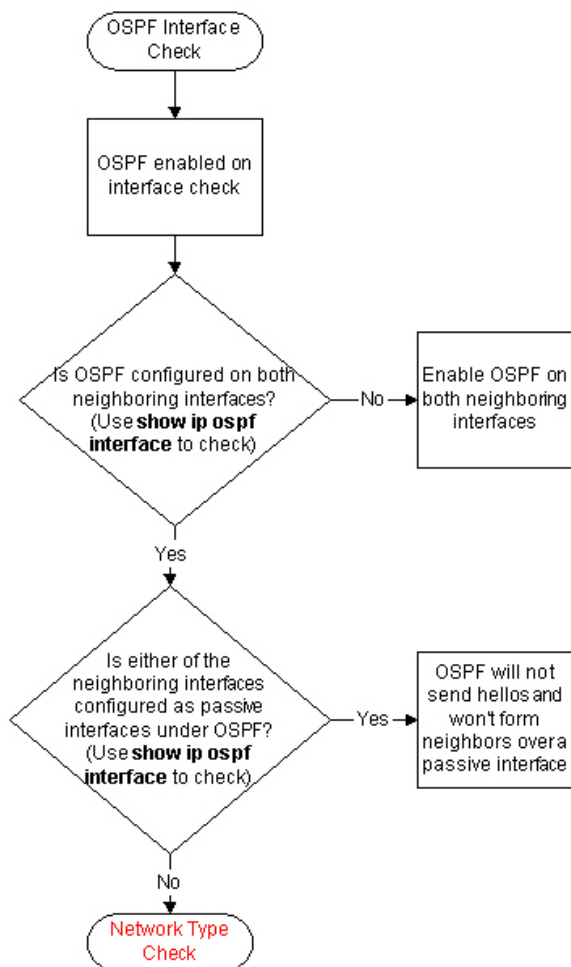 OSPF Interface
Check
OSPF enabled on
interface check
Is OSPF configured on both
neighboring interfaces?
(Use show ip ospf
interface to check)
No
Enable OSPF on
both neighboring
interfaces
Yes
Is either of the
neighboring interfaces
configured as passive
interfaces under OSPF?
(Use show ip ospf
interface to check)
Yes
OSPF will not
send hellos and
won't form
neighbors over a
passive interface
No
Network Type
Check